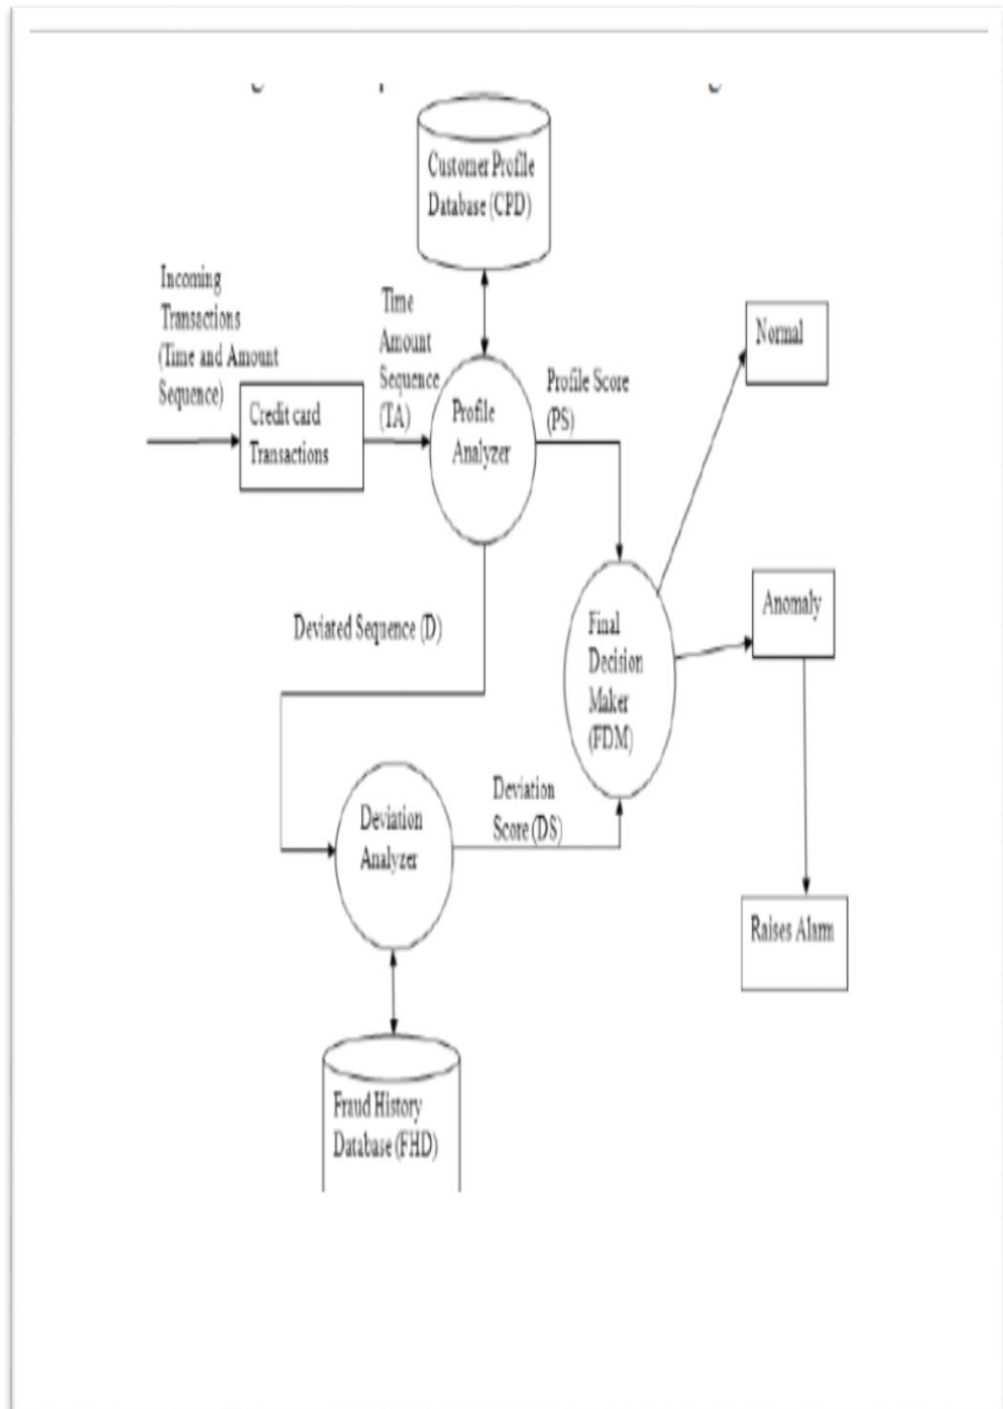 Customer Profile
Database (CPD)
Incoming
Transactions
(Time and Amount
Sequence)
Time
Amount
Sequence
(TA)
Credit card
Transactions
Profile
Analyzer
Profile Score
(PS)
Normal
Deviated Sequence (D)
Final
Decision
Maker
(FDM)
Anomaly
Deviation
Analyzer
Deviation
Score (DS)
Raises Alarm
Fraud History
Database (FHD)